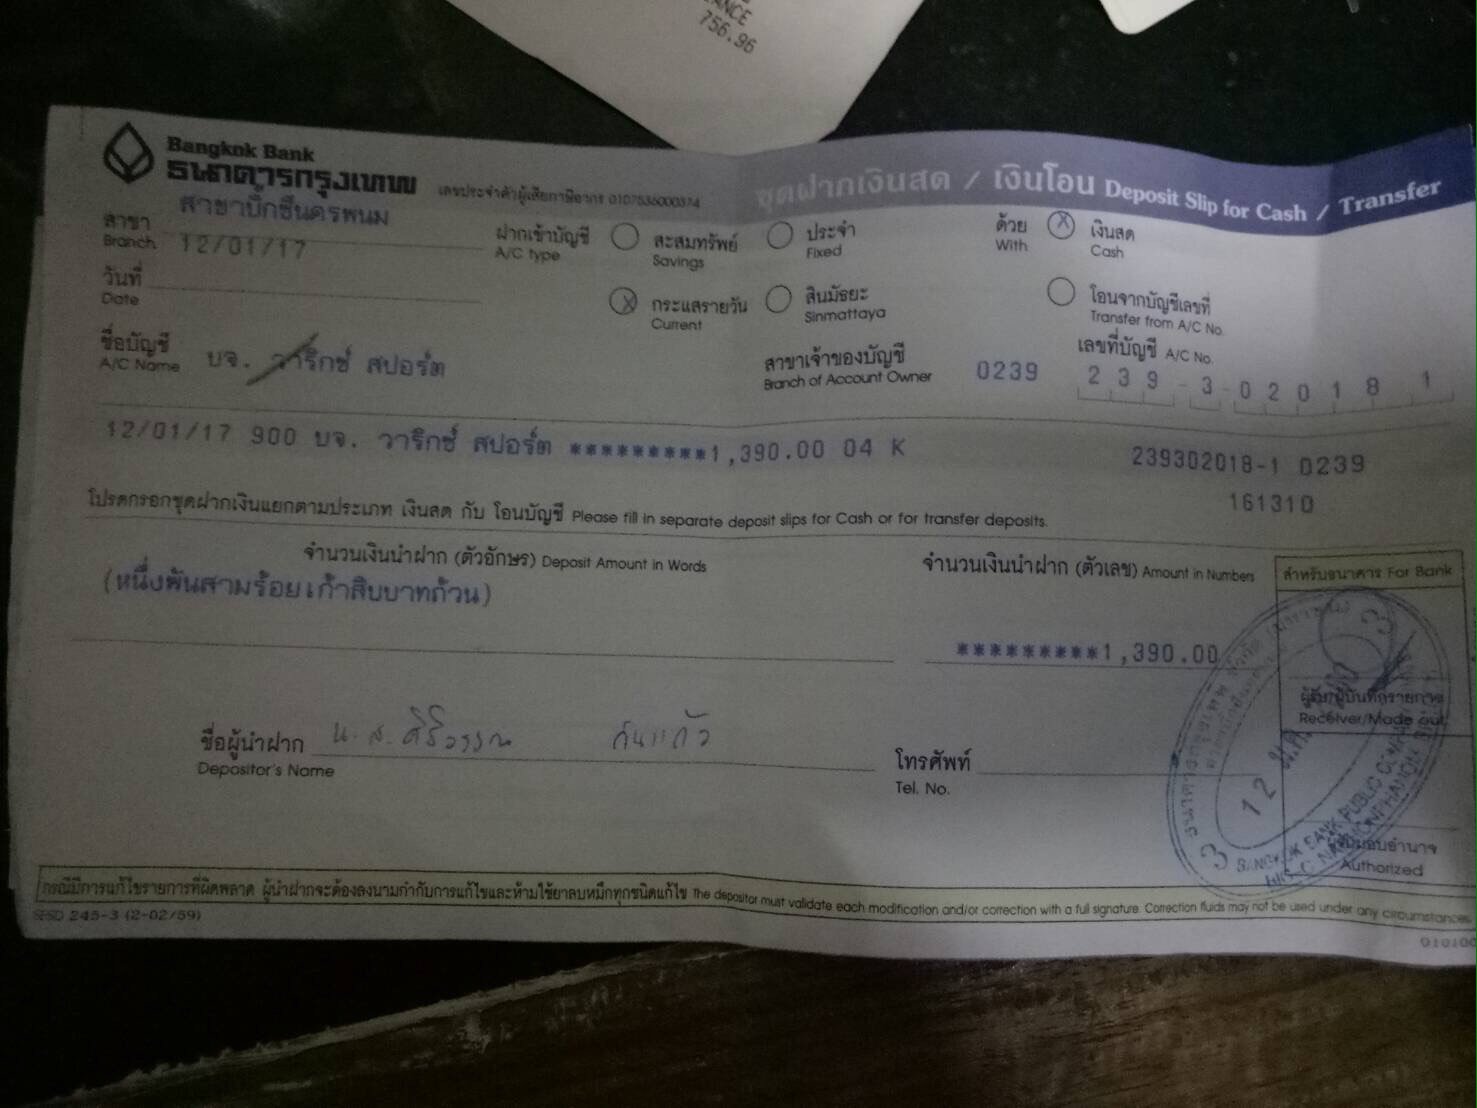 ANCE
756.96
Bangkok Bank
ธนาคารกรุงเทพ เลขประจำตัวผู้เสียภาษีอากร 0107536000374
ชุดฝากเงินสด / เงินโอน Deposit Slip for Cash / Transfer
สาขา สาขาบิ๊กซีนครพนม
Branch 12/01/17
ฝากเข้าบัญชี สะสมทรัพย์ ประจำ ด้วย X เงินสด
A/C type Savings Fixed With Cash
วันที่ X กระแสรายวัน สินมัธยะ โอนจากบัญชีเลขที่
Date Current Sinmattaya Transfer from A/C No.
ชื่อบัญชี บจ. วาริกซ์ สปอร์ต สาขาเจ้าของบัญชี 0239 เลขที่บัญชี A/C No.
A/C Name Branch of Account Owner 239-3-02018 1
12/01/17 900 บจ. วาริกซ์ สปอร์ต *********1,390.00 04 K 239302018-1 0239
161310
โปรดกรอกชุดฝากเงินแยกตามประเภท เงินสด กับ โอนบัญชี Please fill in separate deposit slips for Cash or for transfer deposits.
จำนวนเงินนำฝาก (ตัวอักษร) Deposit Amount in Words จำนวนเงินนำฝาก (ตัวเลข) Amount in Numbers สำหรับธนาคาร For Bank
(หนึ่งพันสามร้อยเก้าสิบบาทถ้วน)
*********1,390.00
ผู้รับ/ผู้บันทึกรายการ
Receiver/Made out
ชื่อผู้นำฝาก น.ส.ศิริวรรณ กันแก้ว โทรศัพท์
Depositor's Name Tel. No.
3 12 ม.ค. 3
BANGKOK BANK PUBLIC COMPANY
ผู้รับมอบอำนาจ
Authorized
กรณีมีการแก้ไขรายการที่ผิดพลาด ผู้นำฝากจะต้องลงนามกำกับการแก้ไขและห้ามใช้ยาลบหมึกทุกชนิดแก้ไข The depositor must validate each modification and/or correction with a full signature. Correction fluids may not be used under any circumstances.
245-3 (2-02/59)
010100